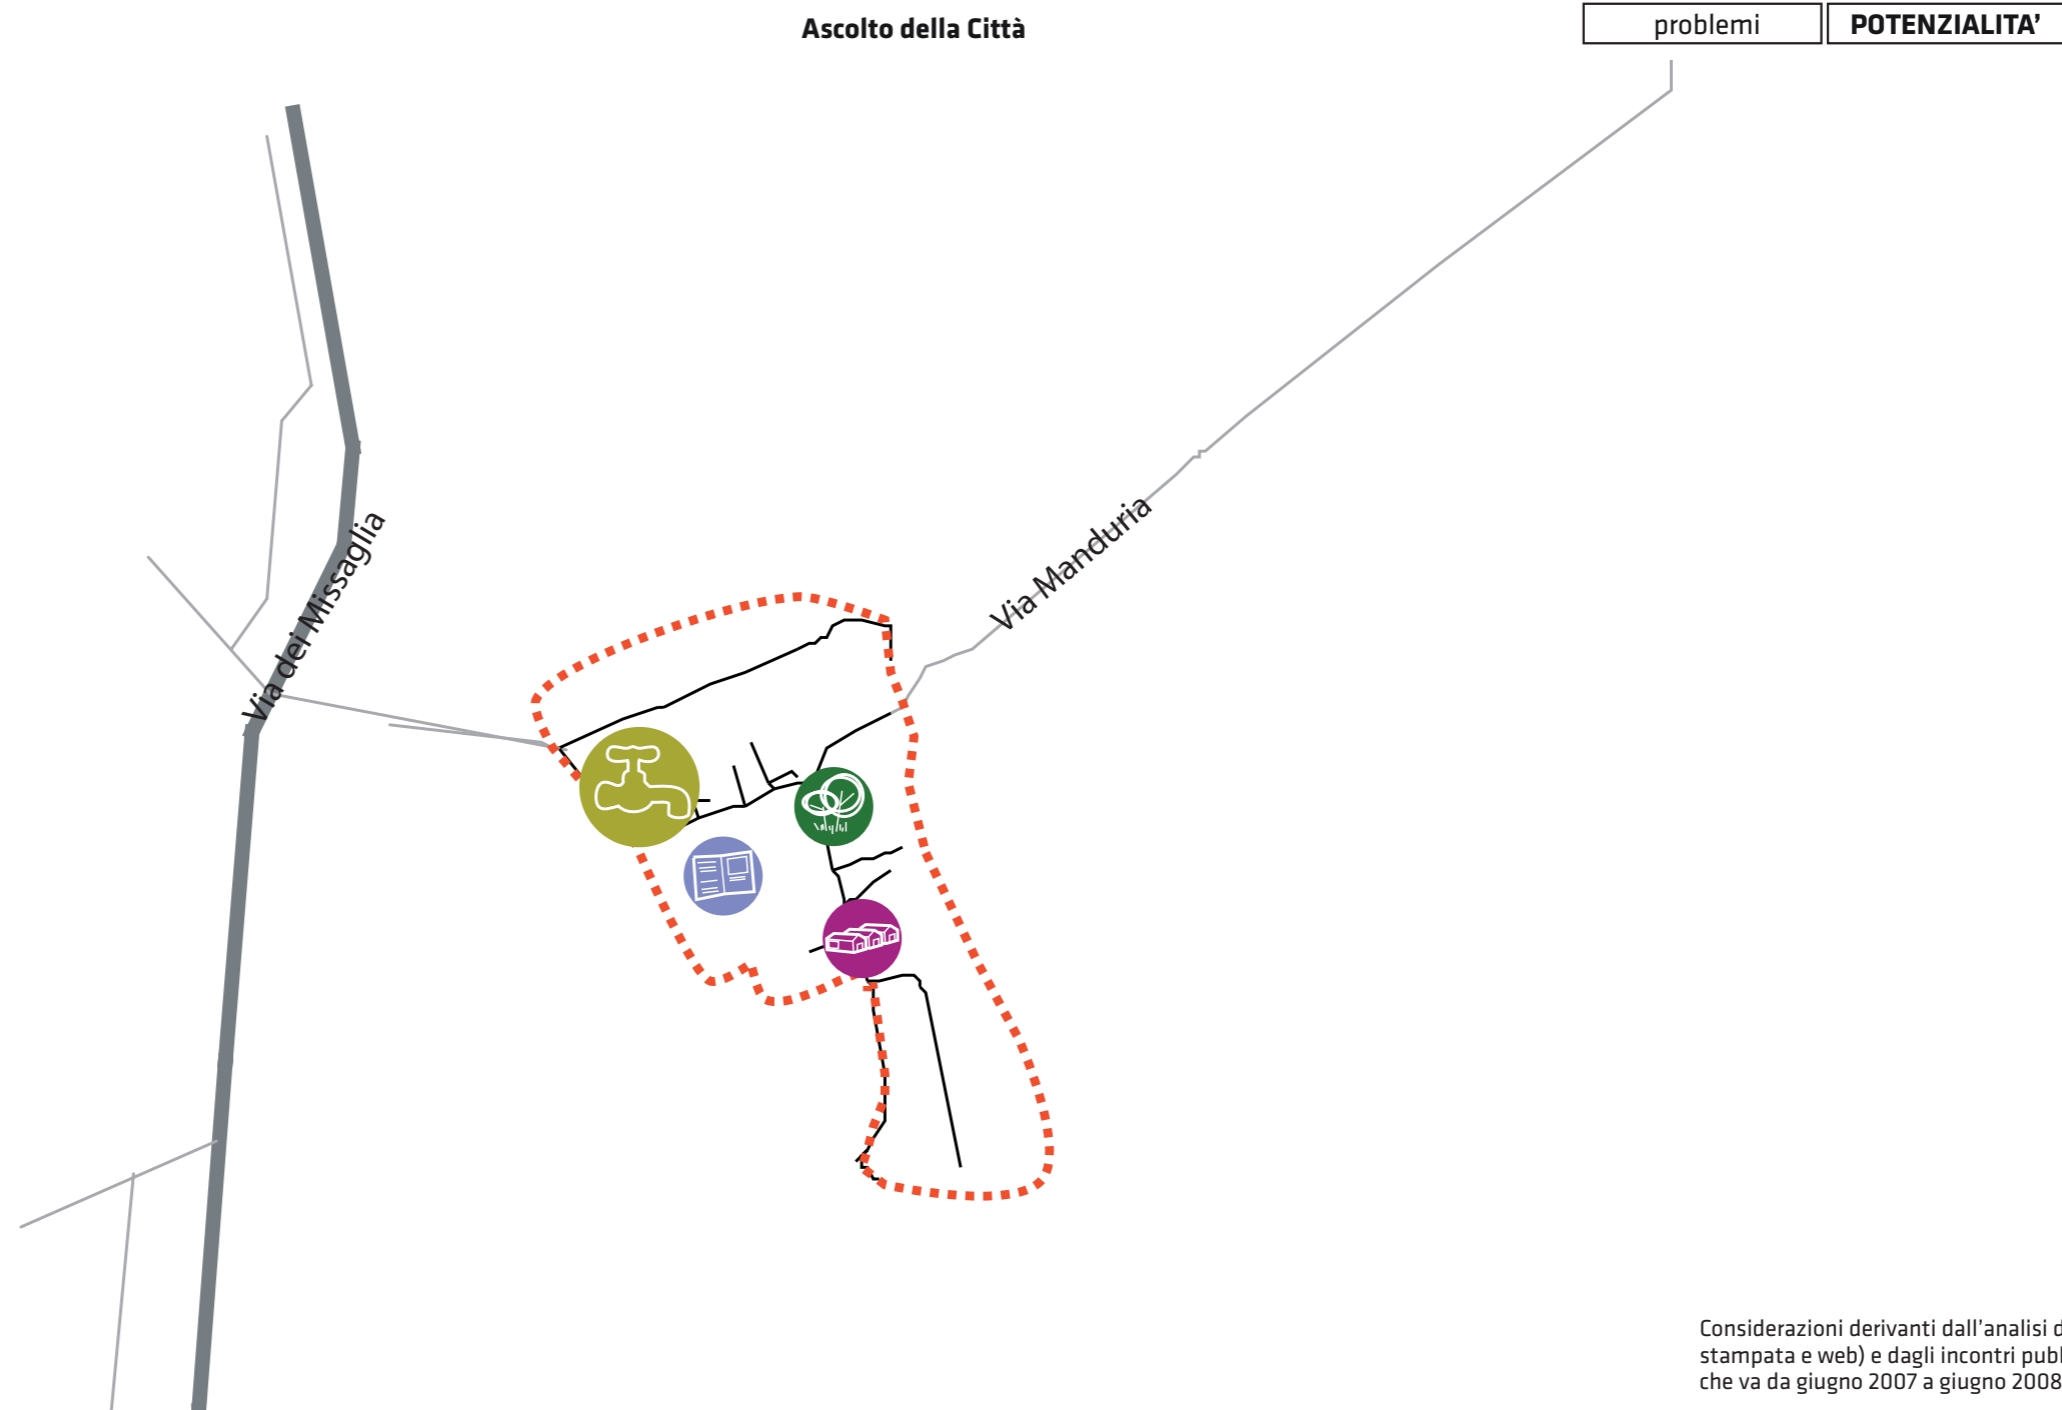 Ascolto della Città
problemi
POTENZIALITA’
Via dei Missaglia
Via Manduria
Considerazioni derivanti dall’analisi d
stampata e web) e dagli incontri pubb
che va da giugno 2007 a giugno 2008